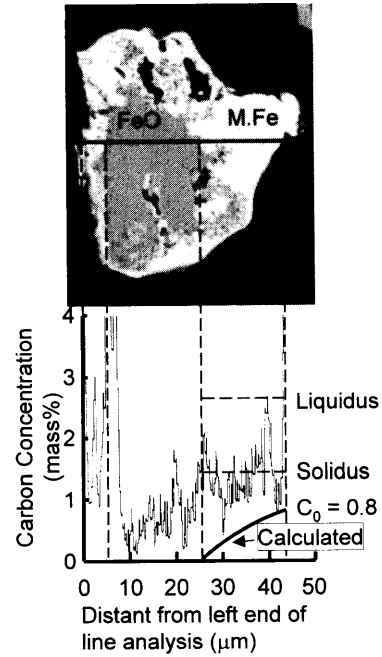 FeO
M.Fe
4
3
2
1
0
Carbon Concentration
(mass%)
Liquidus
Solidus
C0 = 0.8
Calculated
0 10 20 30 40 50
Distant from left end of
line analysis (μm)